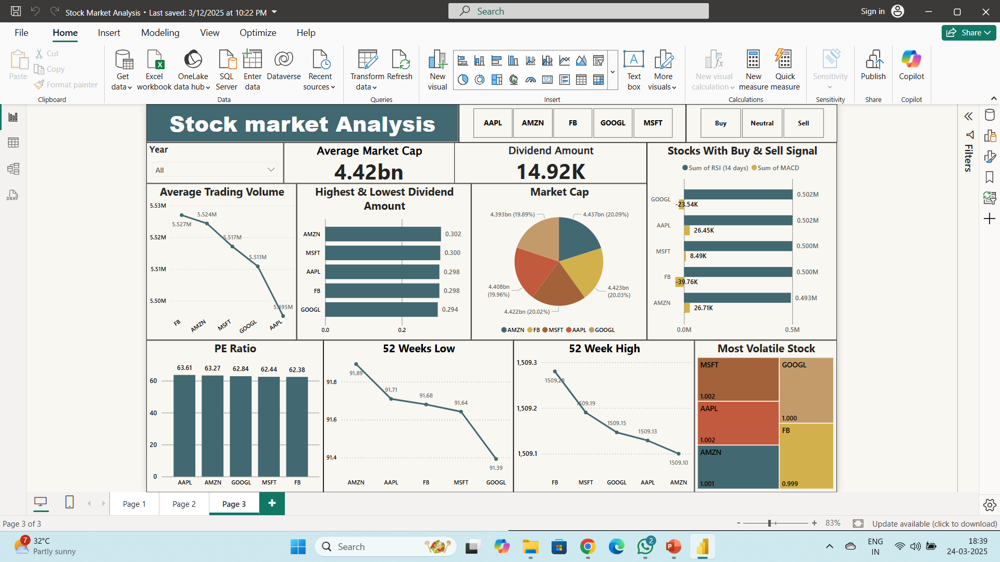 Stock Market Analysis • Last saved: 3/12/2025 at 10:22 PM
Search
Sign in
File
Home
Insert
Modeling
View
Optimize
Help
Share
Paste
Cut
Copy
Format painter
Clipboard
Get data
Excel workbook
OneLake data hub
SQL Server
Enter data
Dataverse
Recent sources
Data
Transform data
Refresh
Queries
New visual
123
Text box
More visuals
Insert
New visual calculation
New measure
Quick measure
Calculations
Sensitivity
Sensitivity
Publish
Share
Copilot
Copilot
DAX
Filters
Stock market Analysis
AAPL
AMZN
FB
GOOGL
MSFT
Buy
Neutral
Sell
Year
All
Average Market Cap
4.42bn
Dividend Amount
14.92K
Stocks With Buy & Sell Signal
Sum of RSI (14 days)
Sum of MACD
GOOGL
0.502M
-23.54K
AAPL
0.502M
26.45K
MSFT
0.500M
8.49K
FB
0.500M
-39.76K
AMZN
0.493M
26.71K
0.0M
0.5M
Average Trading Volume
5.53M
5.52M
5.51M
5.50M
5.527M
5.524M
5.517M
5.511M
5.495M
FB
AMZN
MSFT
GOOGL
AAPL
Highest & Lowest Dividend
Amount
AMZN
0.302
MSFT
0.300
AAPL
0.298
FB
0.298
GOOGL
0.294
0.0
0.2
Market Cap
4.393bn (19.89%)
4.437bn (20.09%)
4.408bn
(19.96%)
4.423bn
(20.03%)
4.422bn (20.02%)
AMZN
FB
MSFT
AAPL
GOOGL
PE Ratio
63.61
63.27
62.84
62.44
62.38
60
40
20
0
AAPL
AMZN
GOOGL
MSFT
FB
52 Weeks Low
91.8
91.6
91.4
91.89
91.71
91.68
91.64
91.39
AMZN
AAPL
FB
MSFT
GOOGL
52 Week High
1,509.3
1,509.2
1,509.1
1509.28
1509.19
1509.15
1509.13
1509.10
FB
MSFT
GOOGL
AAPL
AMZN
Most Volatile Stock
MSFT
1.002
AAPL
1.002
AMZN
1.001
GOOGL
1.000
FB
0.999
Page 1
Page 2
Page 3
Page 3 of 3
- + 83%
Update available (click to download)
7
32°C
Partly sunny
Search
2
P
ENG
IN
18:39
24-03-2025